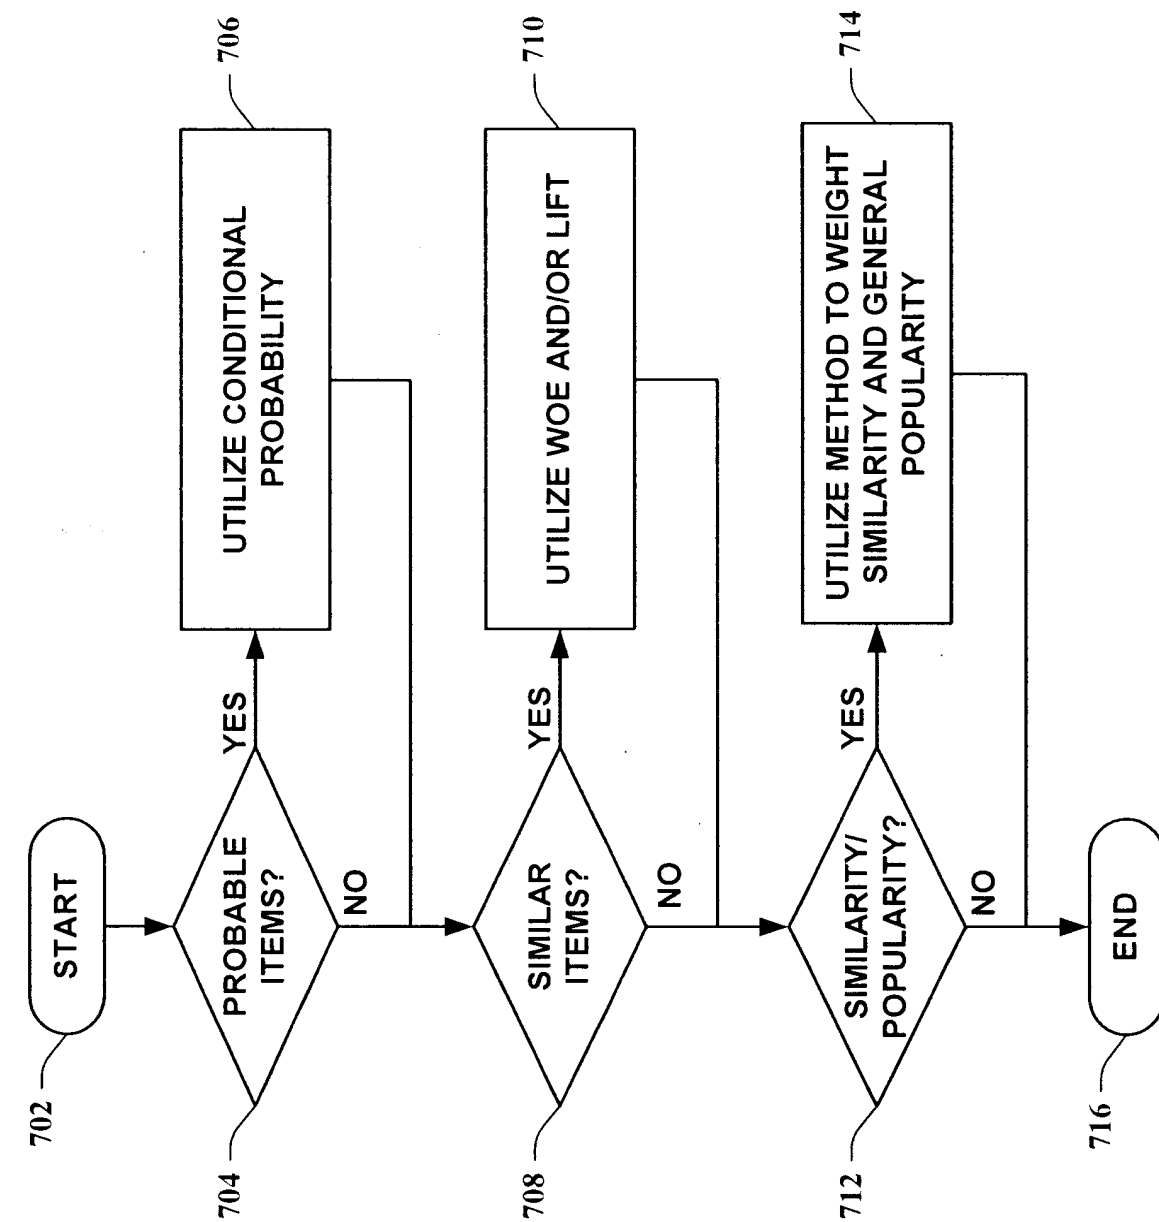 702
START
704
PROBABLE
ITEMS?
YES
NO
706
UTILIZE CONDITIONAL
PROBABILITY
708
SIMILAR
ITEMS?
YES
NO
710
UTILIZE WOE AND/OR LIFT
712
SIMILARITY/
POPULARITY?
YES
NO
714
UTILIZE METHOD TO WEIGHT
SIMILARITY AND GENERAL
POPULARITY
716
END